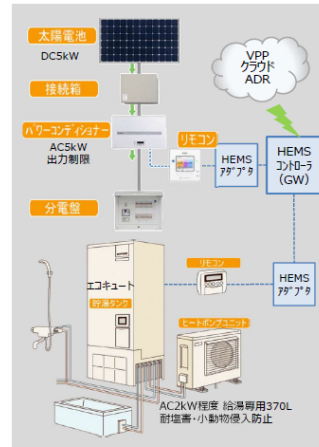 太陽電池
DC5kW
接続箱
パワーコンディショナー
AC5kW
出力制限
分電盤
リモコン
HEMS
アダプタ
VPP
クラウド
ADR
HEMS
コントローラ
(GW)
エコキュート
貯湯タンク
リモコン
HEMS
アダプタ
ヒートポンプユニット
AC2kW程度 給湯専用370L
耐塩害・小動物侵入防止